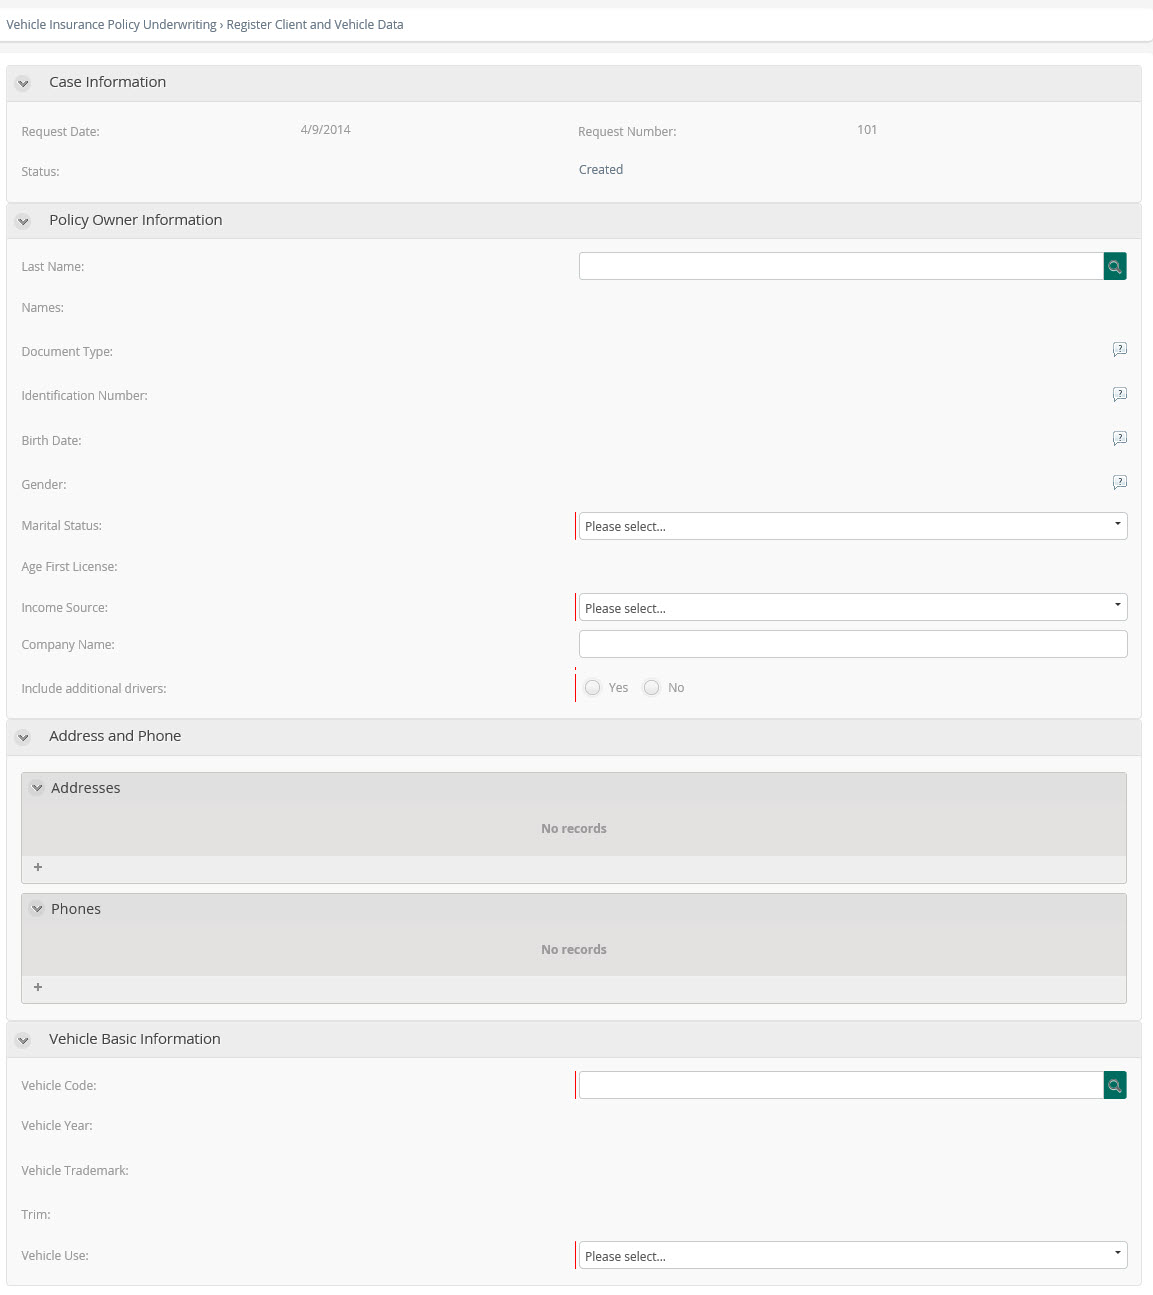 Vehicle Insurance Policy Underwriting › Register Client and Vehicle Data
Case Information
Request Date: 4/9/2014 Request Number: 101
Status: Created
Policy Owner Information
Last Name:
Names:
Document Type: ?
Identification Number: ?
Birth Date: ?
Gender: ?
Marital Status: Please select...
Age First License:
Income Source: Please select...
Company Name:
Include additional drivers: Yes No
Address and Phone
Addresses
No records
+
Phones
No records
+
Vehicle Basic Information
Vehicle Code:
Vehicle Year:
Vehicle Trademark:
Trim:
Vehicle Use: Please select...